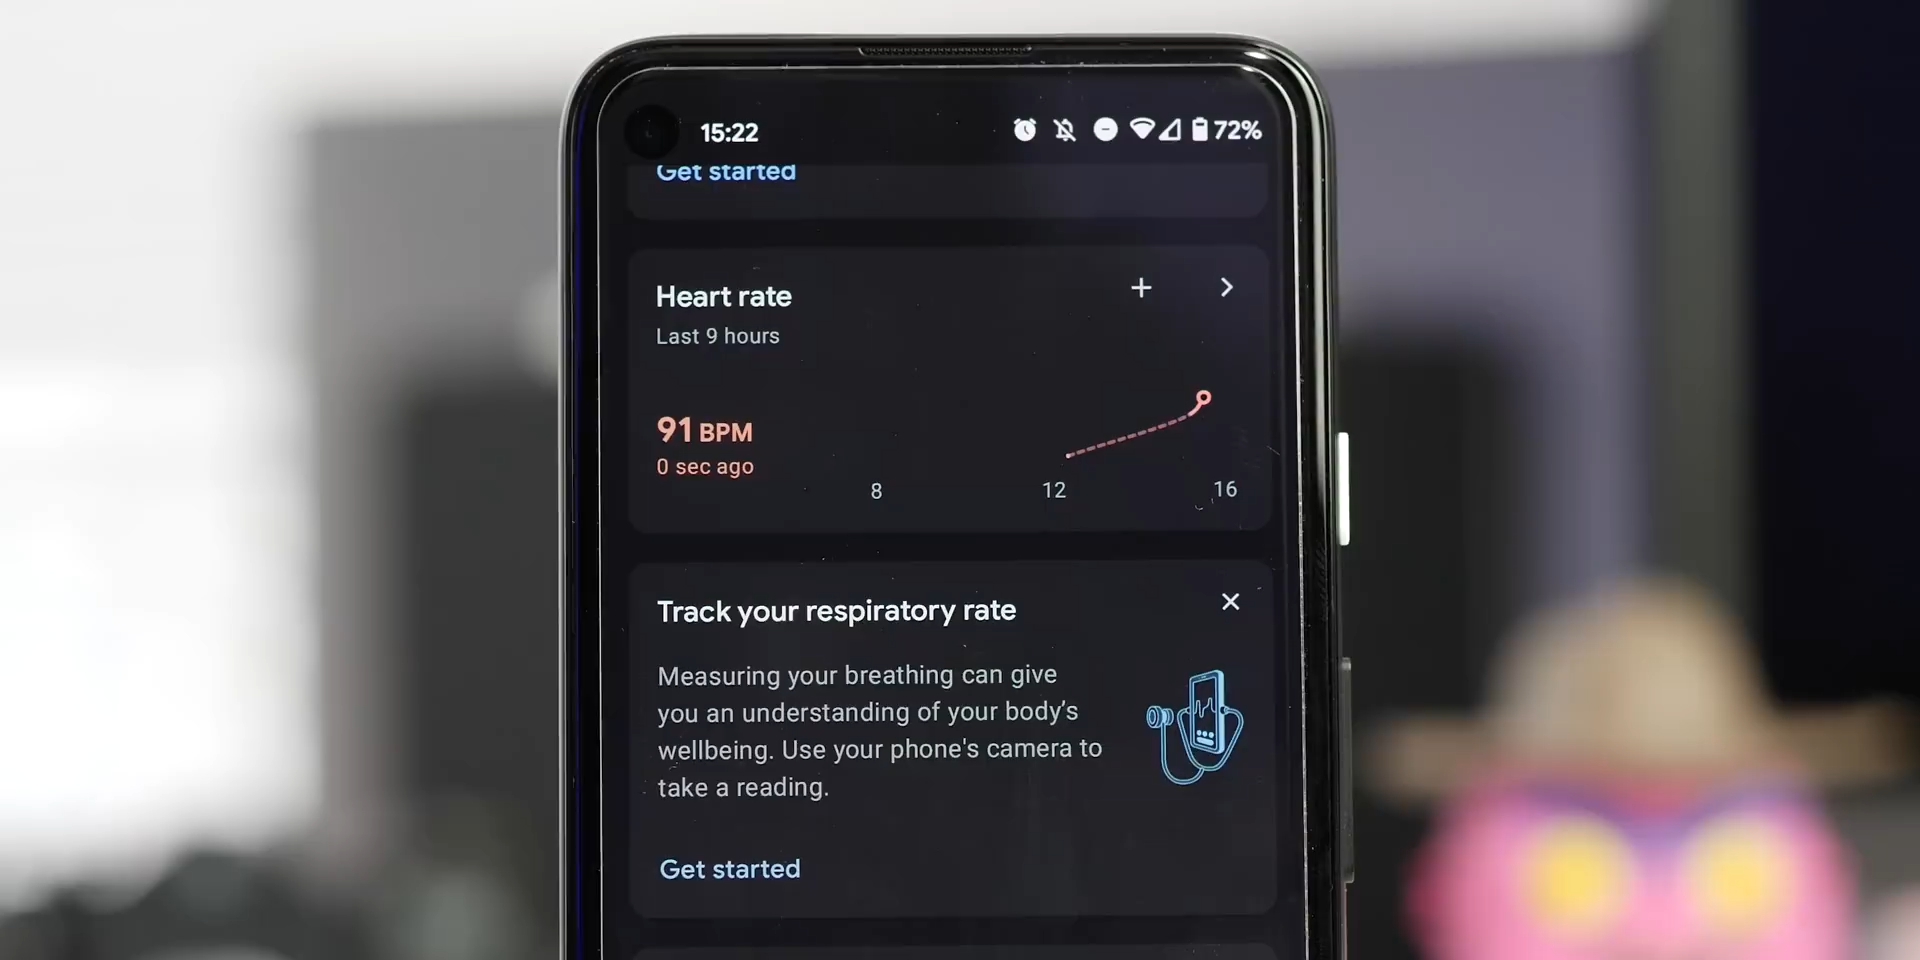 15:22
72%
Get started
Heart rate
Last 9 hours
91 BPM
0 sec ago
8 12 16
Track your respiratory rate
Measuring your breathing can give
you an understanding of your body’s
wellbeing. Use your phone's camera to
take a reading.
Get started